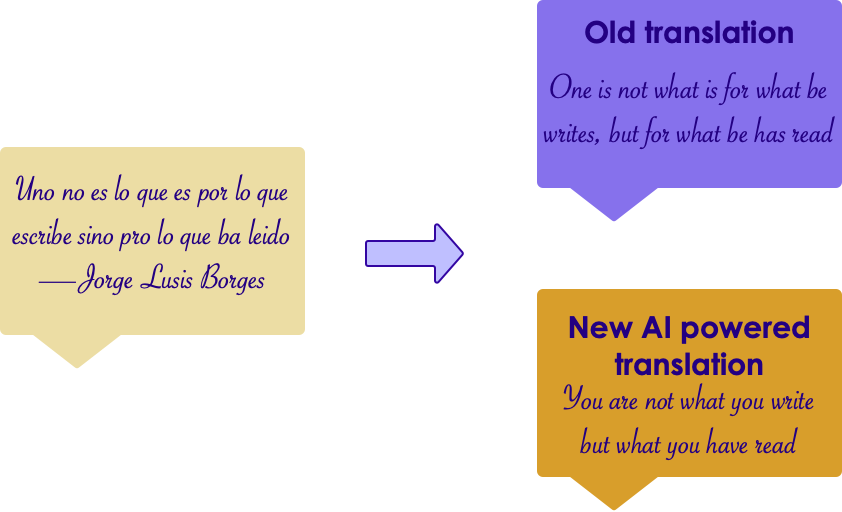 Old translation
One is not what is for what be
writes, but for what be has read
Uno no es lo que es por lo que
escribe sino pro lo que ba leido
—Jorge Lusis Borges
New AI powered
translation
You are not what you write
but what you have read